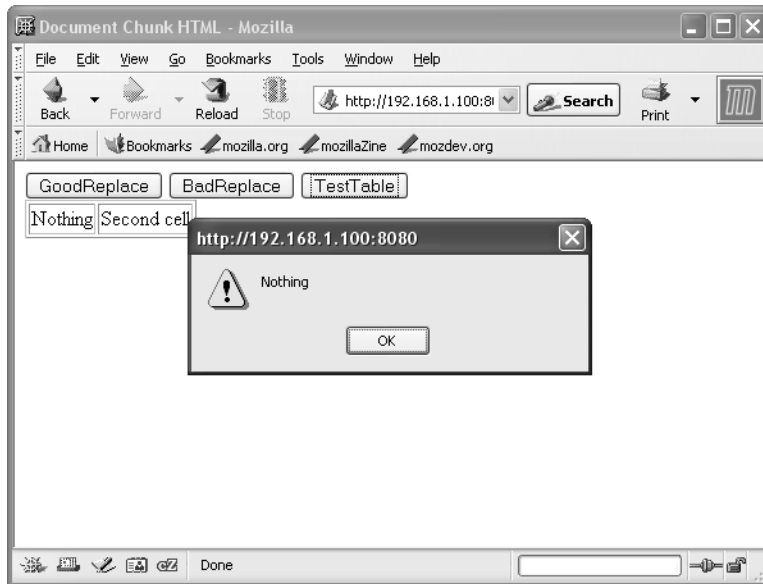 Document Chunk HTML - Mozilla
File Edit View Go Bookmarks Tools Window Help
Back Forward Reload Stop http://192.168.1.100:8 Search Print
Home Bookmarks mozilla.org mozillaZine mozdev.org
GoodReplace BadReplace TestTable
Nothing Second cell
http://192.168.1.100:8080
Nothing
OK
Done